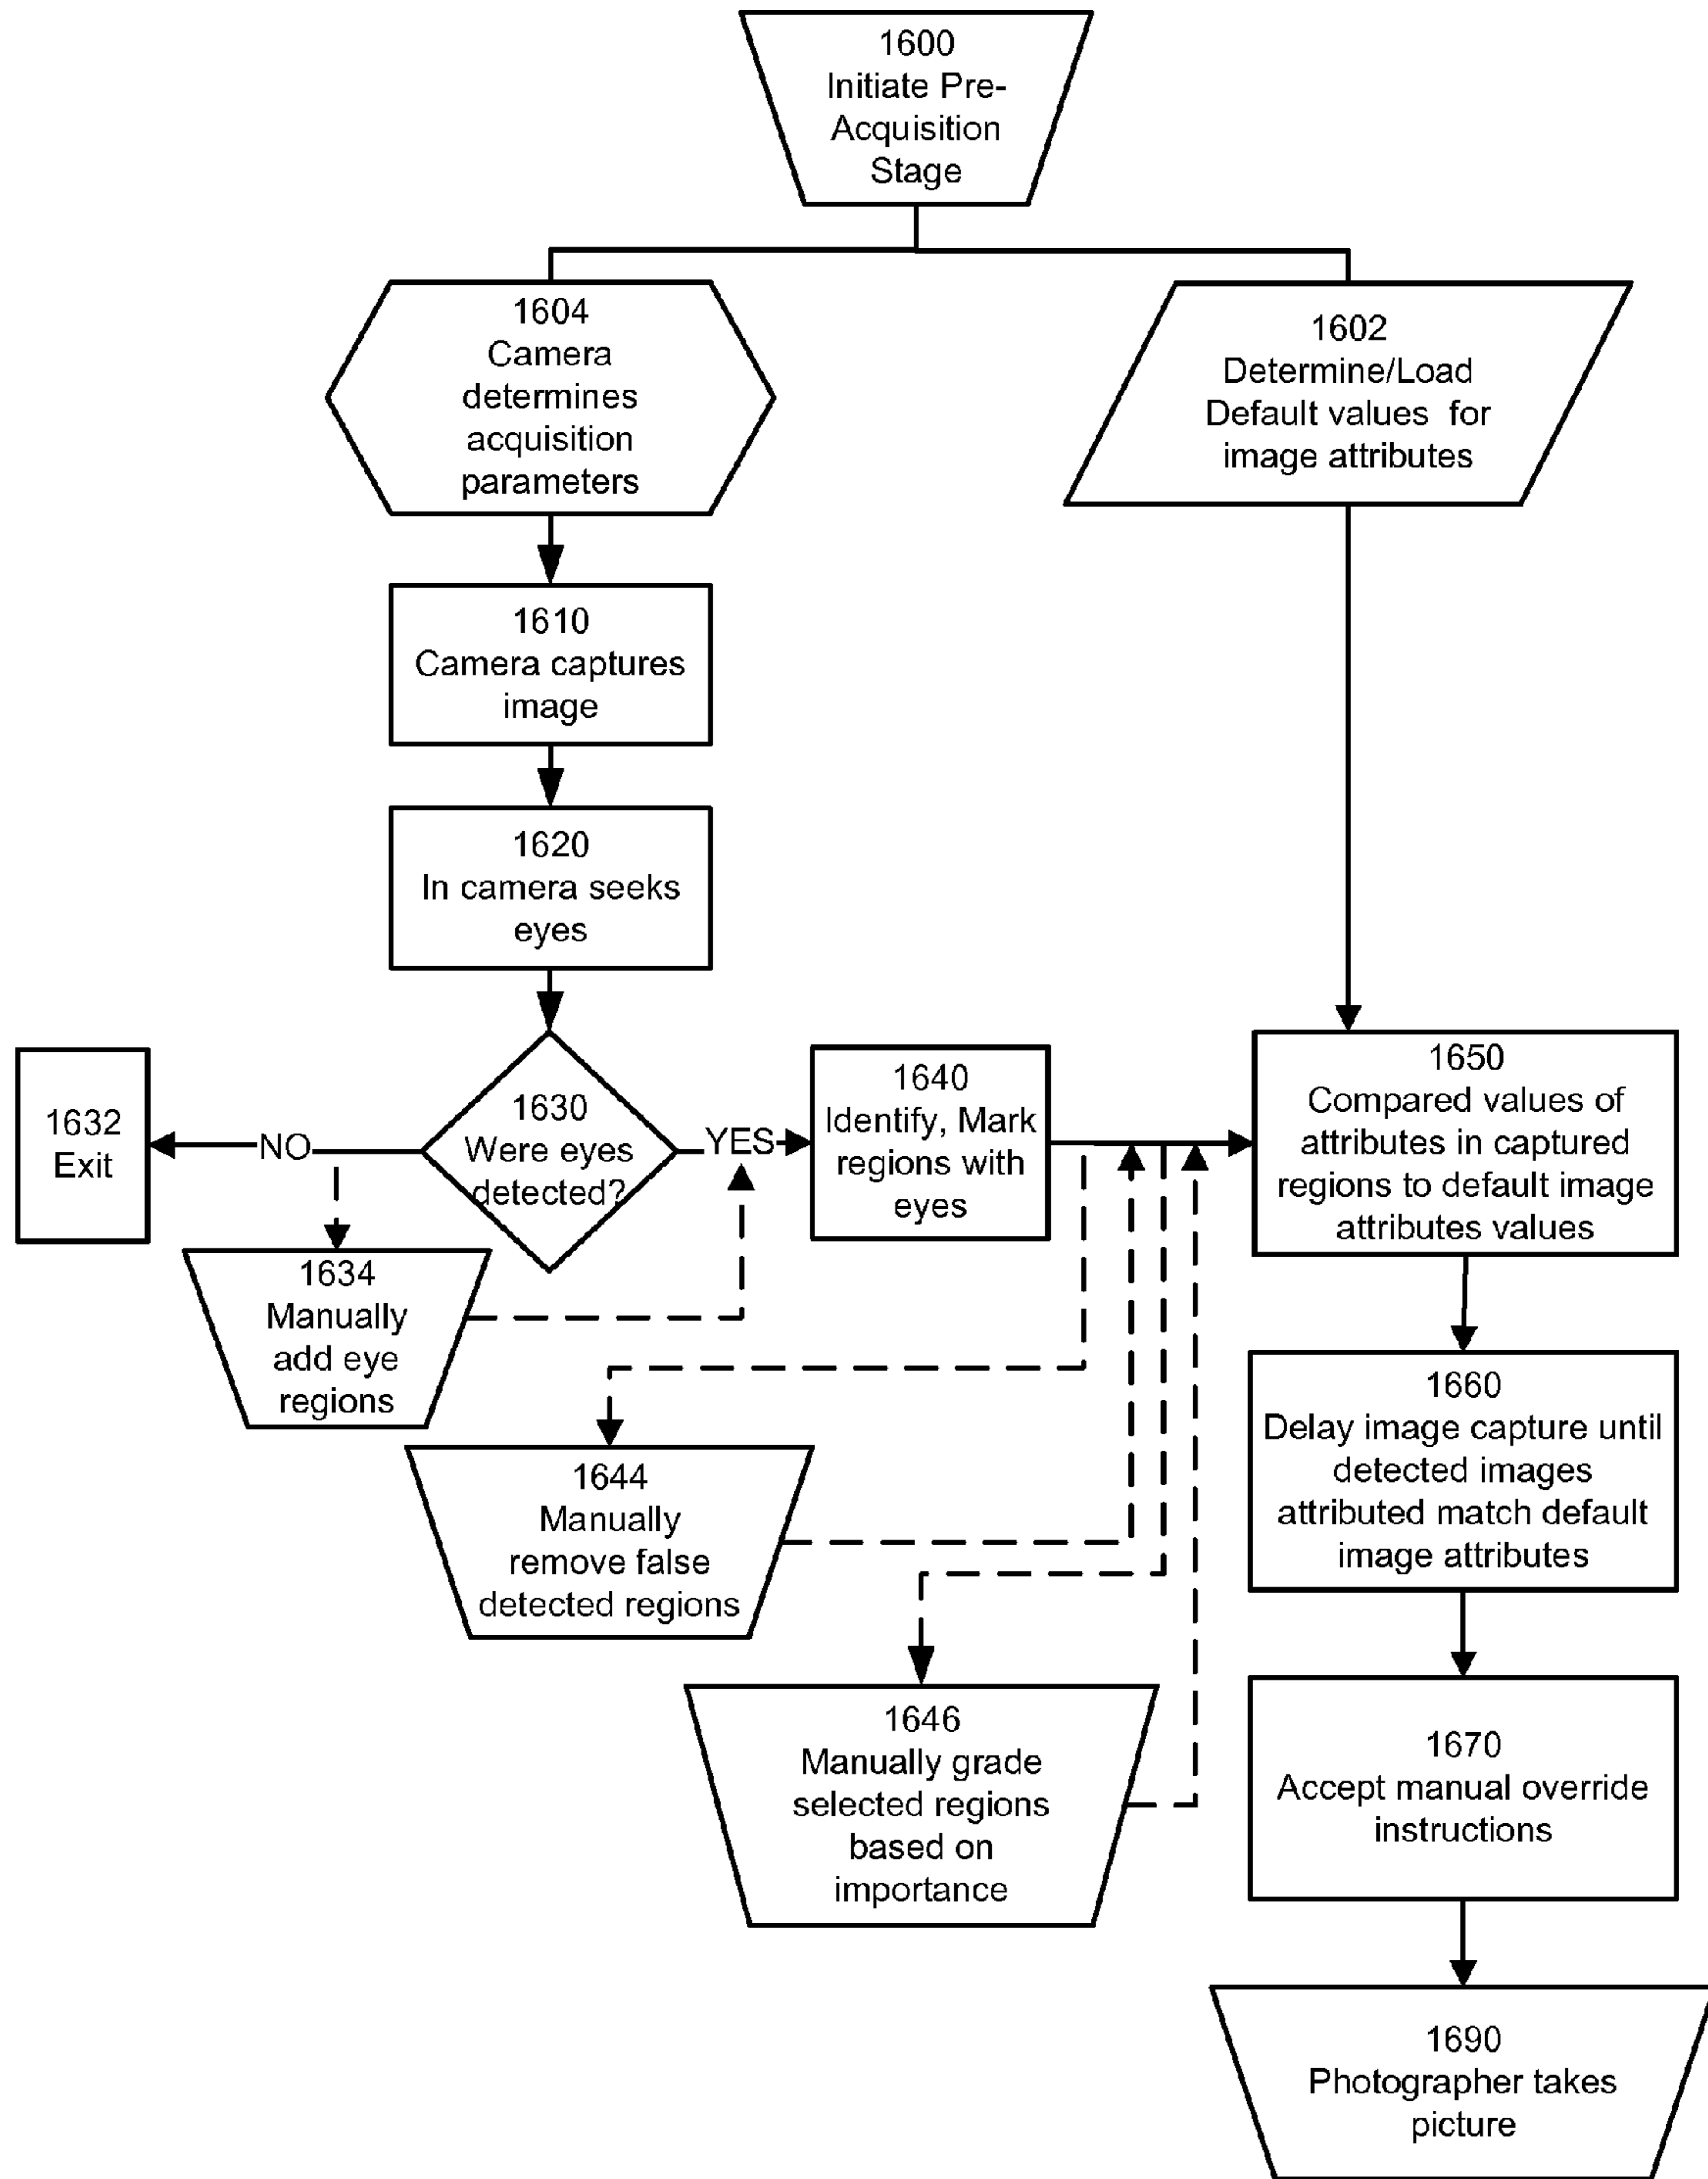 1600
Initiate Pre-
Acquisition
Stage
1604
Camera
determines
acquisition
parameters
1602
Determine/Load
Default values for
image attributes
1610
Camera captures
image
1620
In camera seeks
eyes
1632
Exit
NO
1630
Were eyes
detected?
YES
1640
Identify, Mark
regions with
eyes
1650
Compared values of
attributes in captured
regions to default image
attributes values
1634
Manually
add eye
regions
1644
Manually
remove false
detected regions
1660
Delay image capture until
detected images
attributed match default
image attributes
1646
Manually grade
selected regions
based on
importance
1670
Accept manual override
instructions
1690
Photographer takes
picture